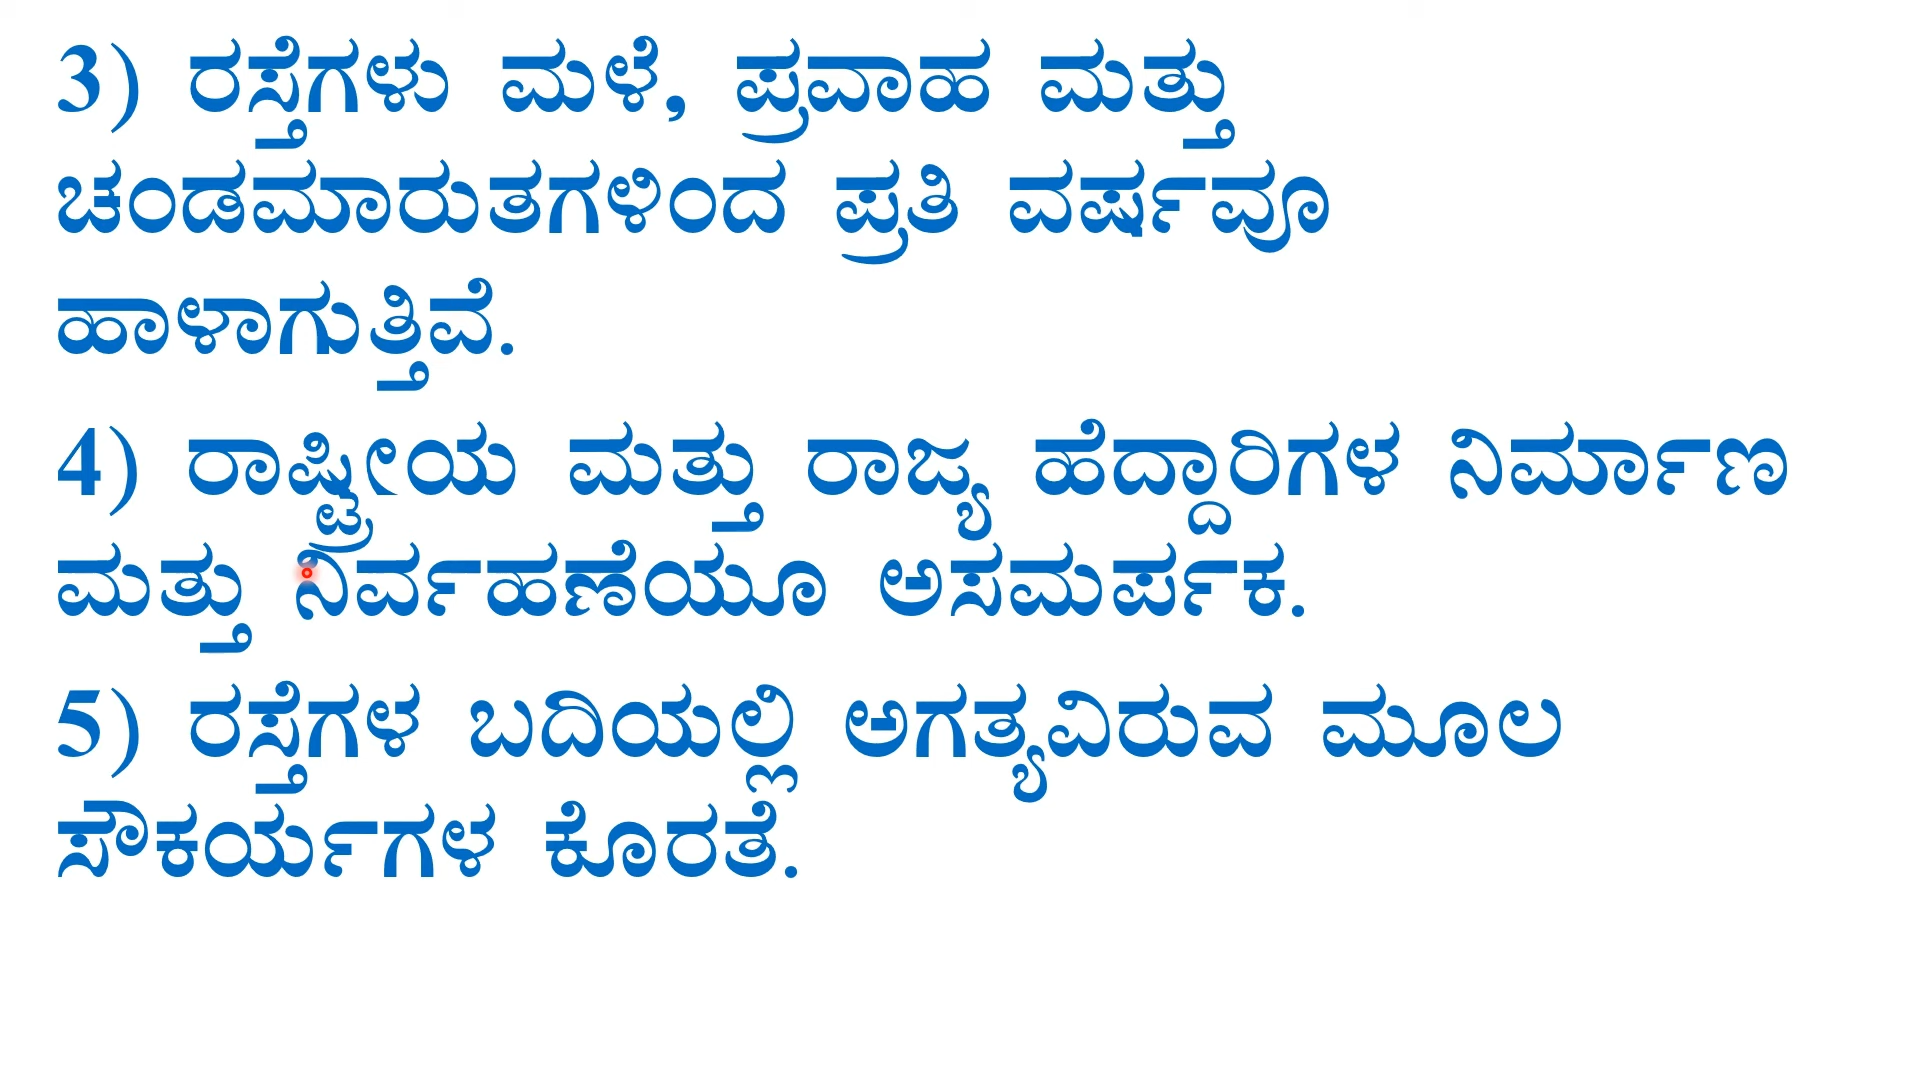 3) ರಸ್ತೆಗಳು ಮಳೆ, ಪ್ರವಾಹ ಮತ್ತು
ಚಂಡಮಾರುತಗಳಿಂದ ಪ್ರತಿ ವರ್ಷವೂ
ಹಾಳಾಗುತ್ತಿವೆ.
4) ರಾಷ್ಟ್ರೀಯ ಮತ್ತು ರಾಜ್ಯ ಹೆದ್ದಾರಿಗಳ ನಿರ್ಮಾಣ
ಮತ್ತು ನಿರ್ವಹಣೆಯೂ ಅಸಮರ್ಪಕ.
5) ರಸ್ತೆಗಳ ಬದಿಯಲ್ಲಿ ಅಗತ್ಯವಿರುವ ಮೂಲ
ಸೌಕರ್ಯಗಳ ಕೊರತೆ.